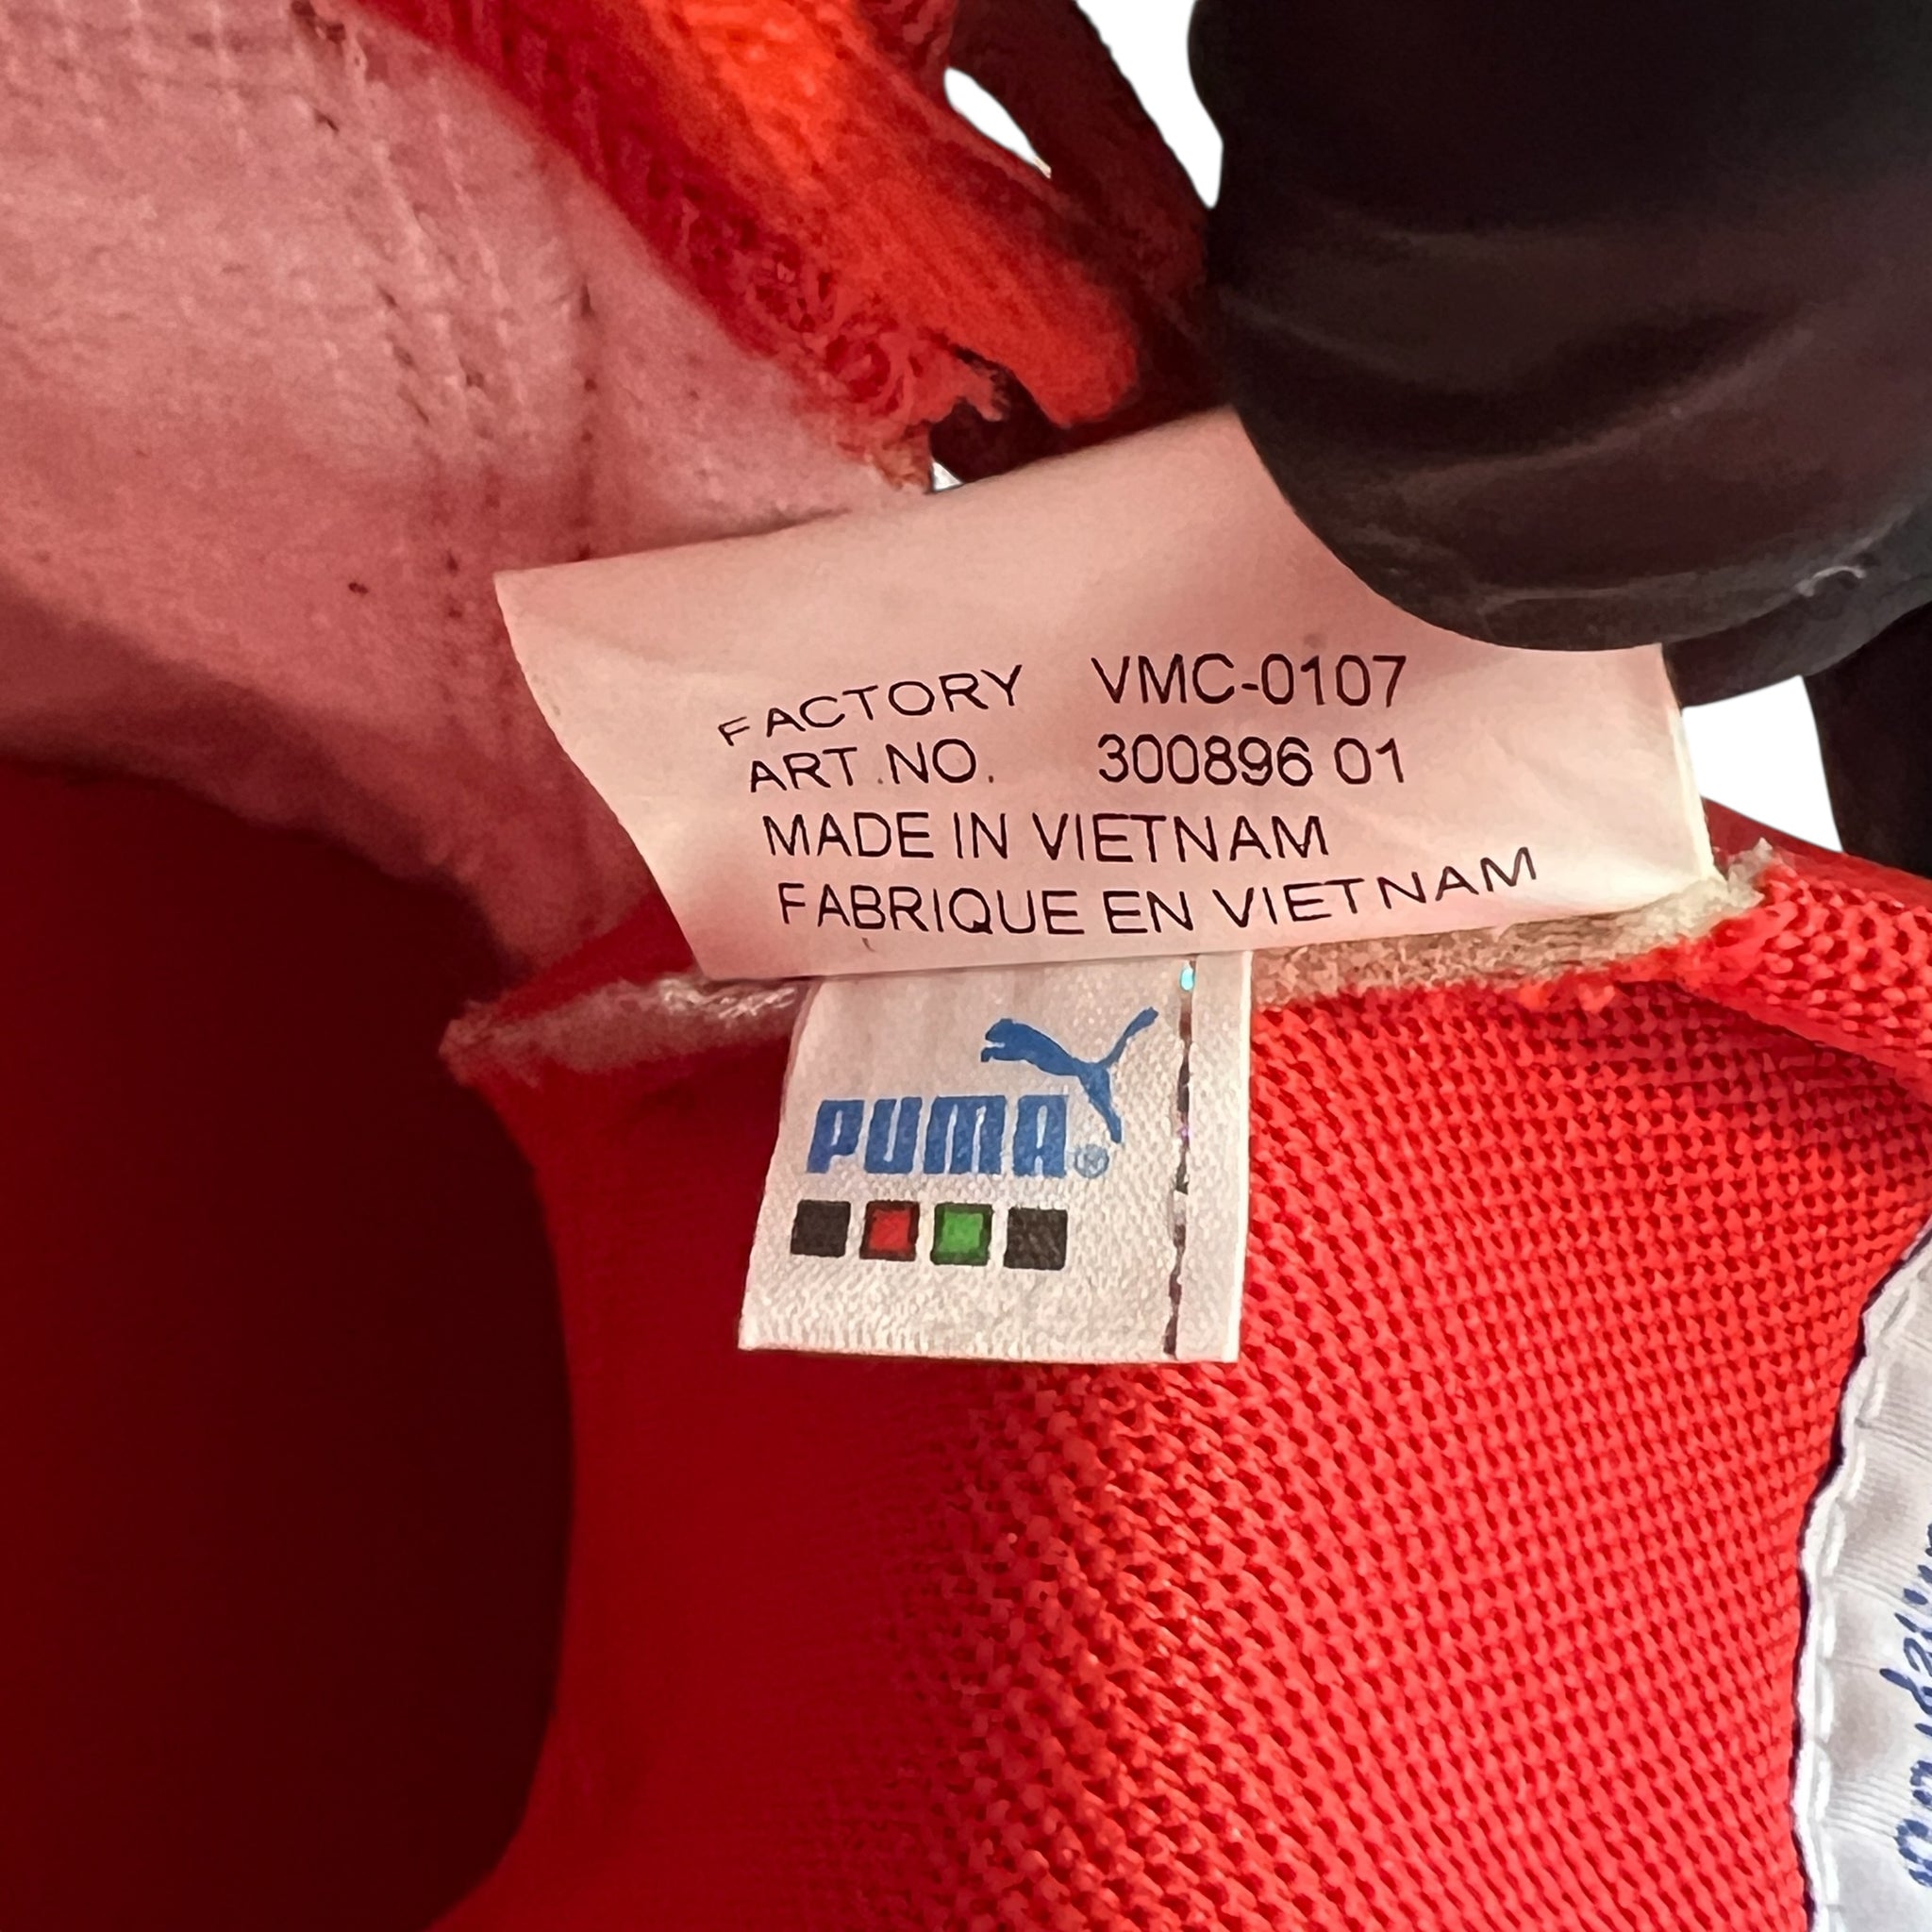 FACTORY VMC-0107
ART.NO. 300896 01
MADE IN VIETNAM
FABRIQUE EN VIETNAM
PUMA®